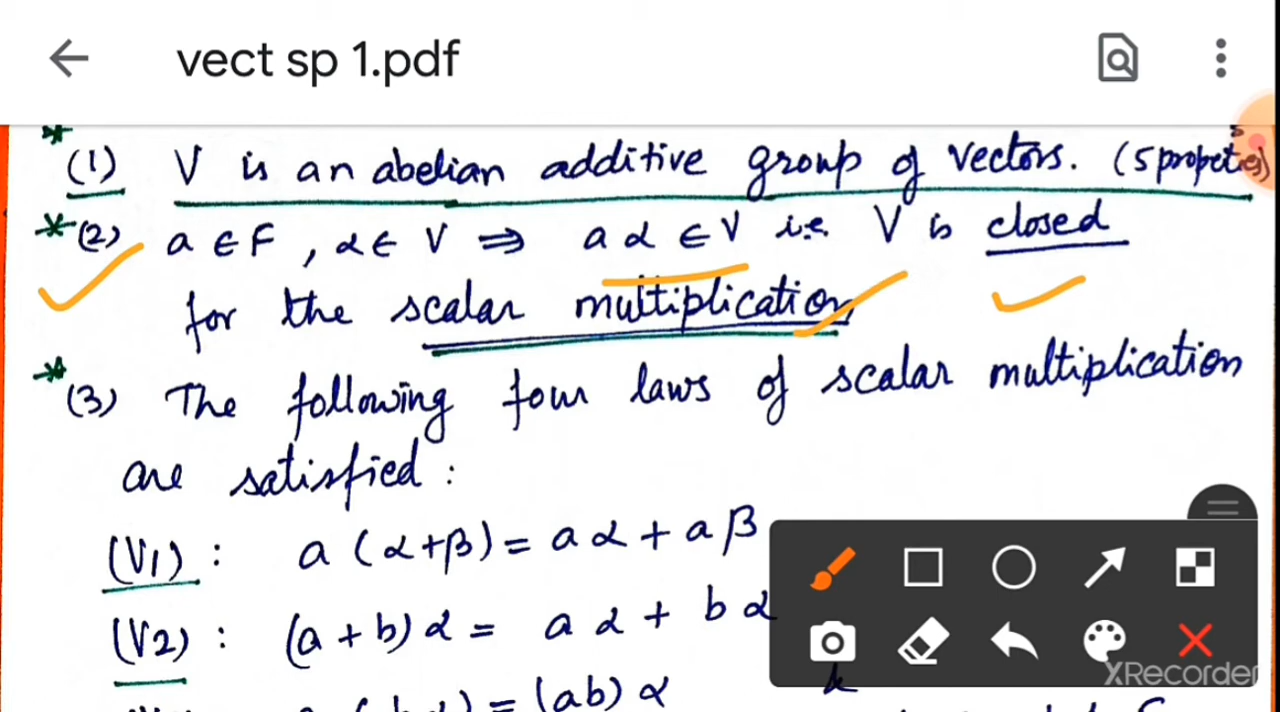 vect sp 1.pdf
(1) V is an abelian additive group of vectors. (5 propeties)
(2) a ∈ F, α ∈ V ⇒ aα ∈ V i.e. V is closed
for the scalar multiplication
(3) The following four laws of scalar multiplication
are satisfied :
(V1) : a (α+β) = aα + aβ
(V2) : (a + b) α = aα + bα
= (ab) α
XRecorder